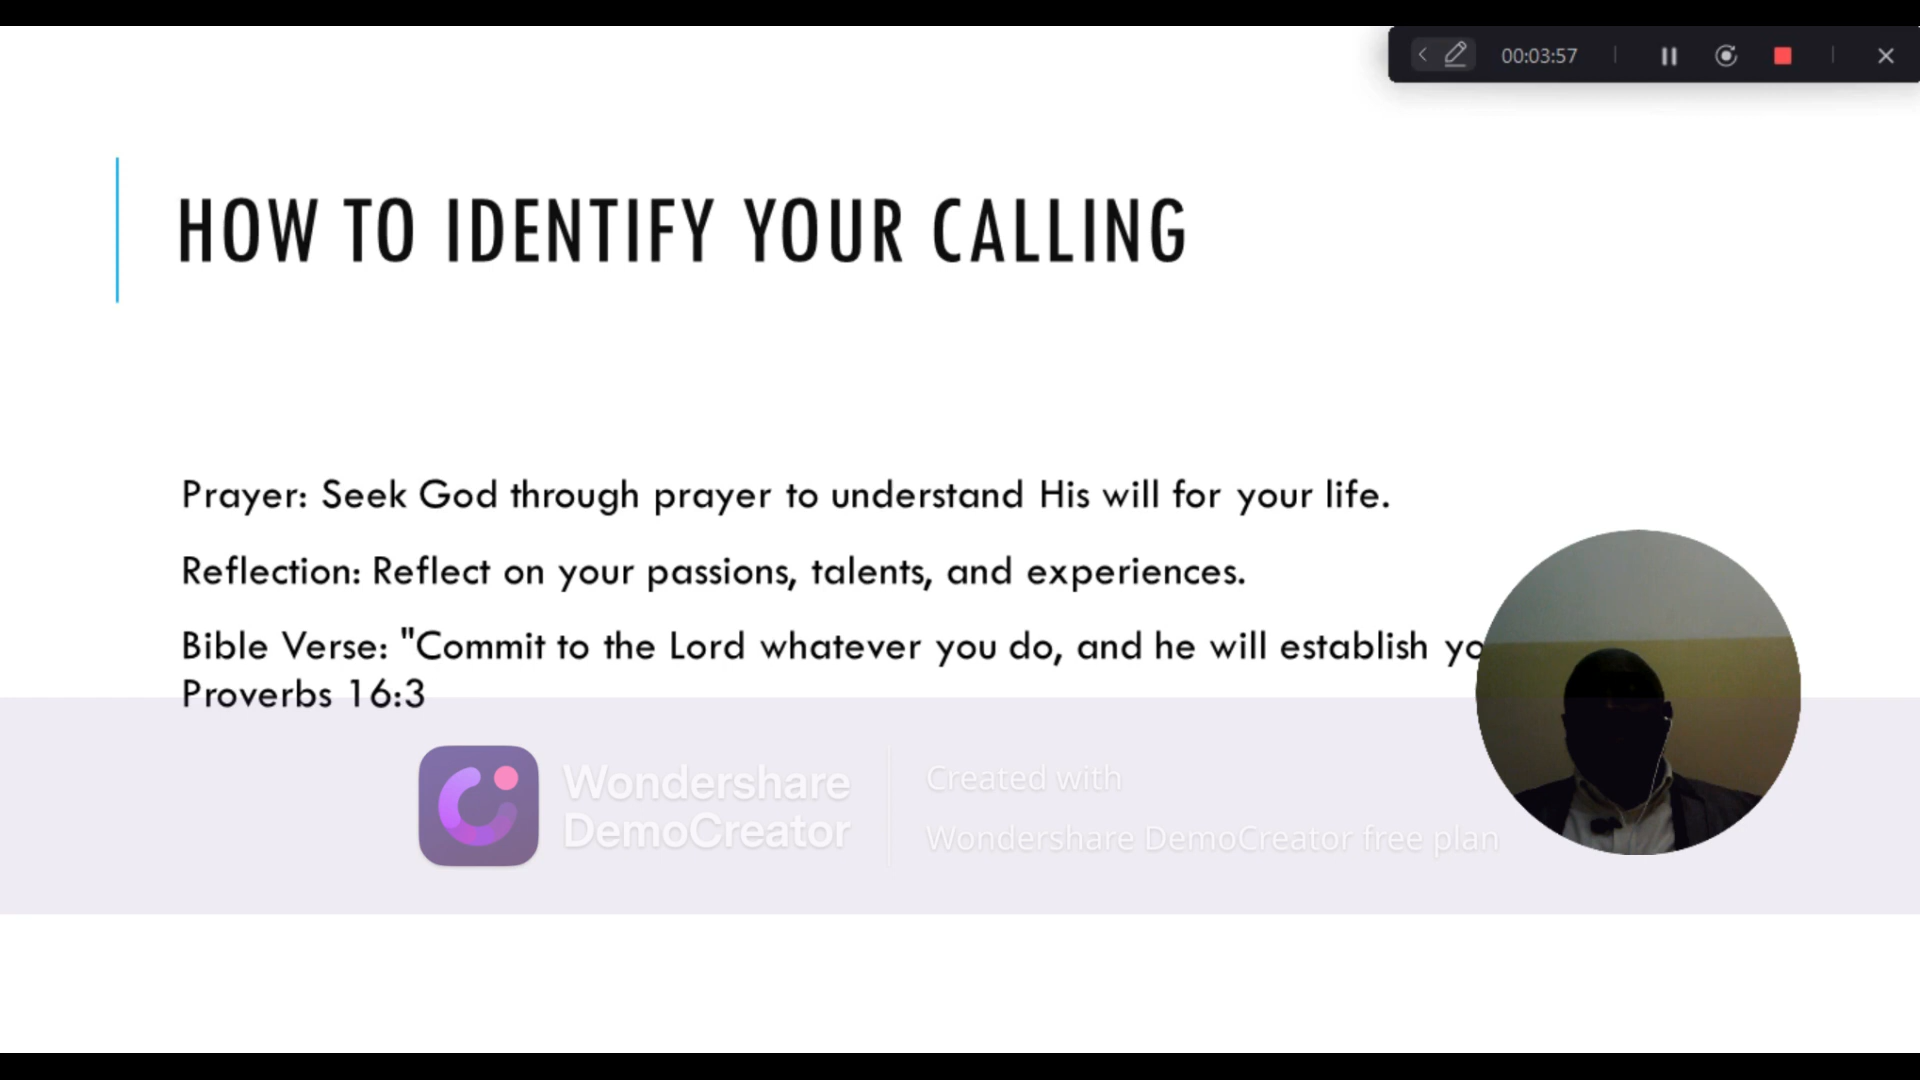 00:03:57
HOW TO IDENTIFY YOUR CALLING
Prayer: Seek God through prayer to understand His will for your life.
Reflection: Reflect on your passions, talents, and experiences.
Bible Verse: "Commit to the Lord whatever you do, and he will establish
Proverbs 16:3
Wondershare
DemoCreator
Created with
Wondershare DemoCreator free plan